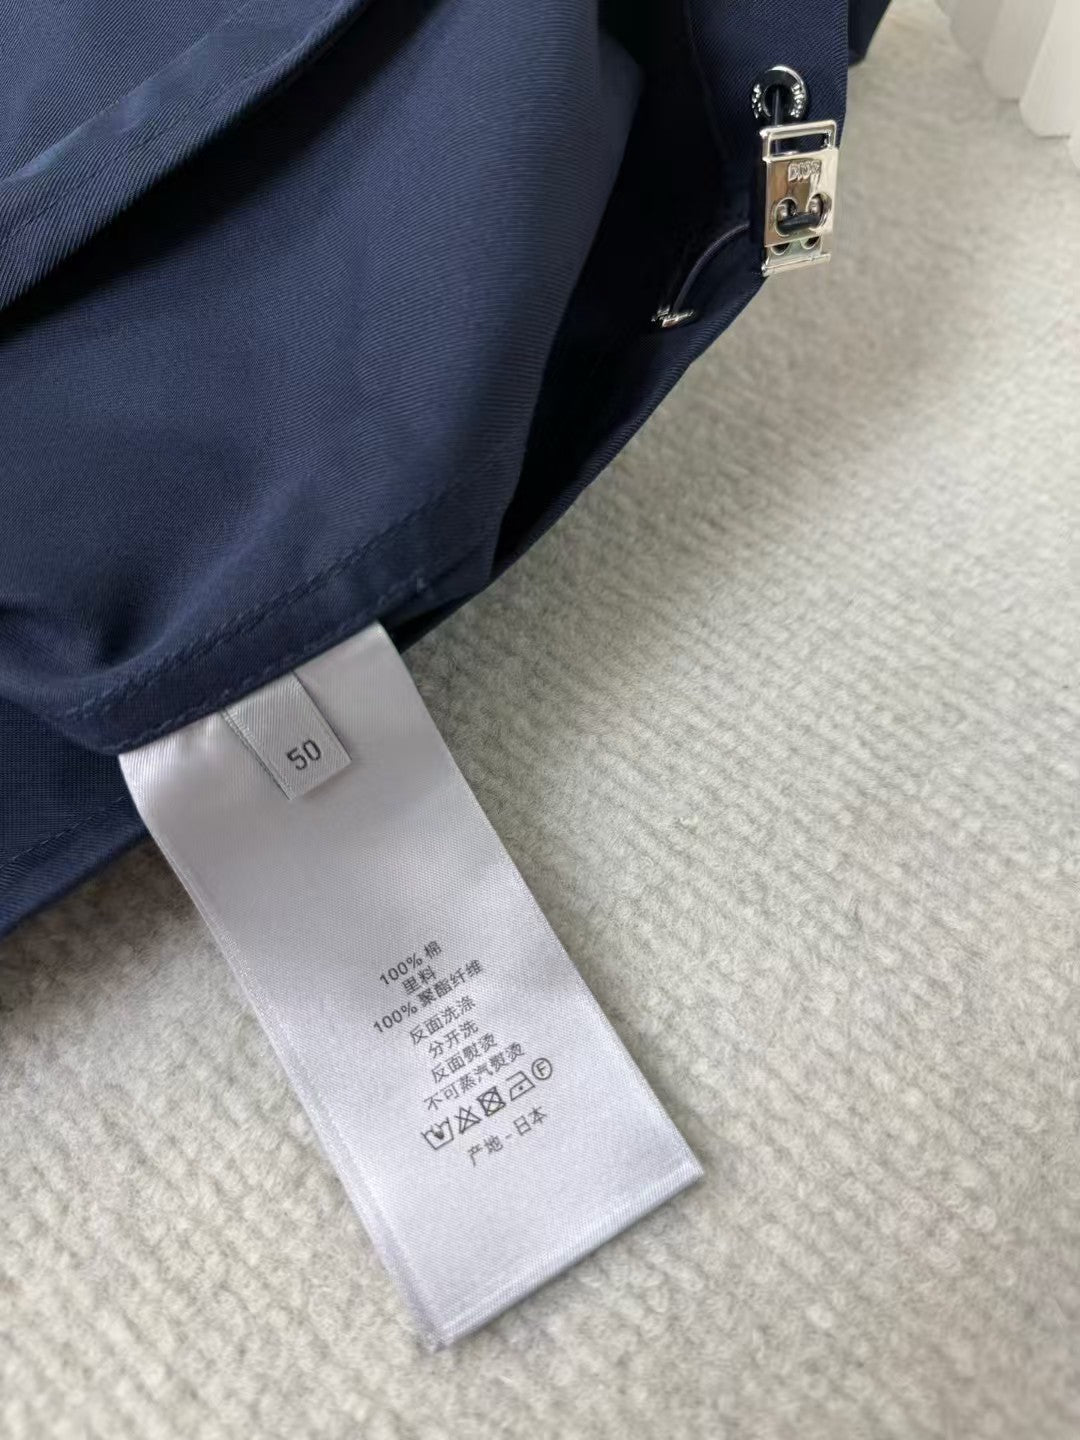 DIOR
50
100% 棉
里料
100% 聚酯纤维
反面洗涤
分开洗
反面熨烫
不可蒸汽熨烫
F
产地 - 日本